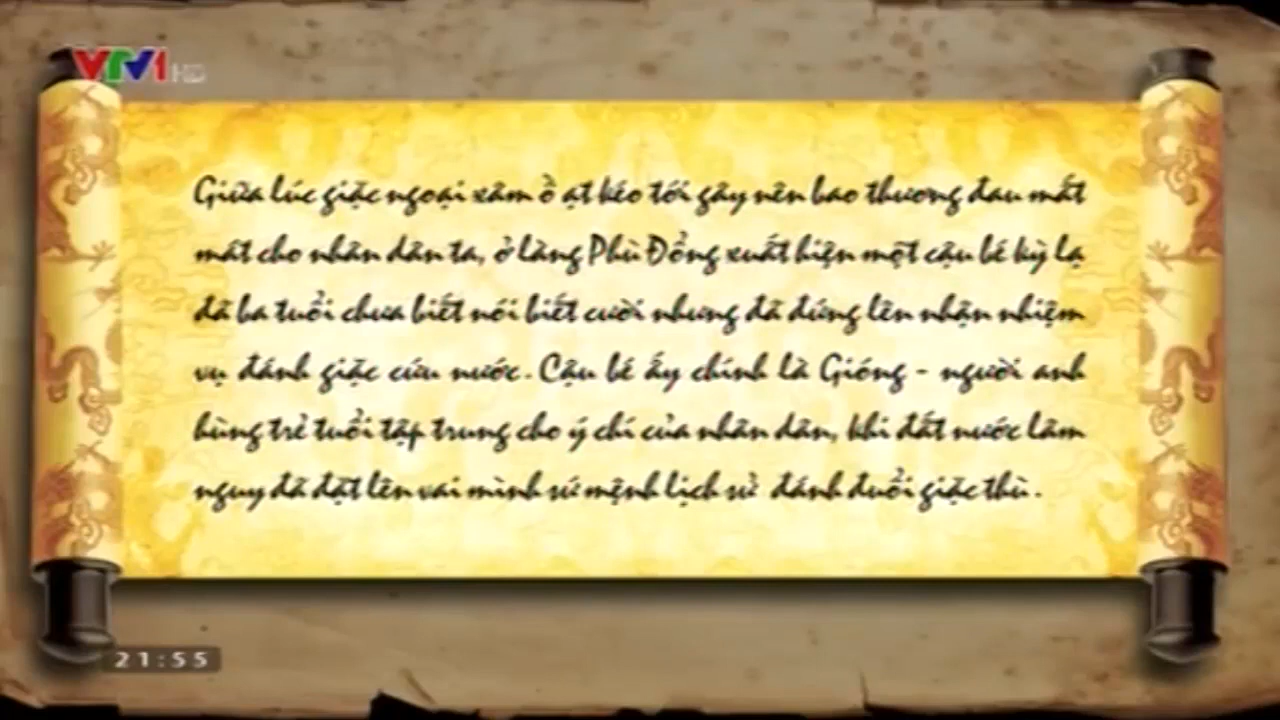 VTV1 HD
Giữa lúc giặc ngoại xâm ồ ạt kéo tới gây nên bao thương đau mất
mát cho nhân dân ta, ở làng Phù Đổng xuất hiện một cậu bé kỳ lạ
đã ba tuổi chưa biết nói biết cười nhưng đã đứng lên nhận nhiệm
vụ đánh giặc cứu nước. Cậu bé ấy chính là Gióng - người anh
hùng trẻ tuổi tập trung cho ý chí của nhân dân, khi đất nước lâm
nguy đã đặt lên vai mình sứ mệnh lịch sử đánh đuổi giặc thù.
21:55